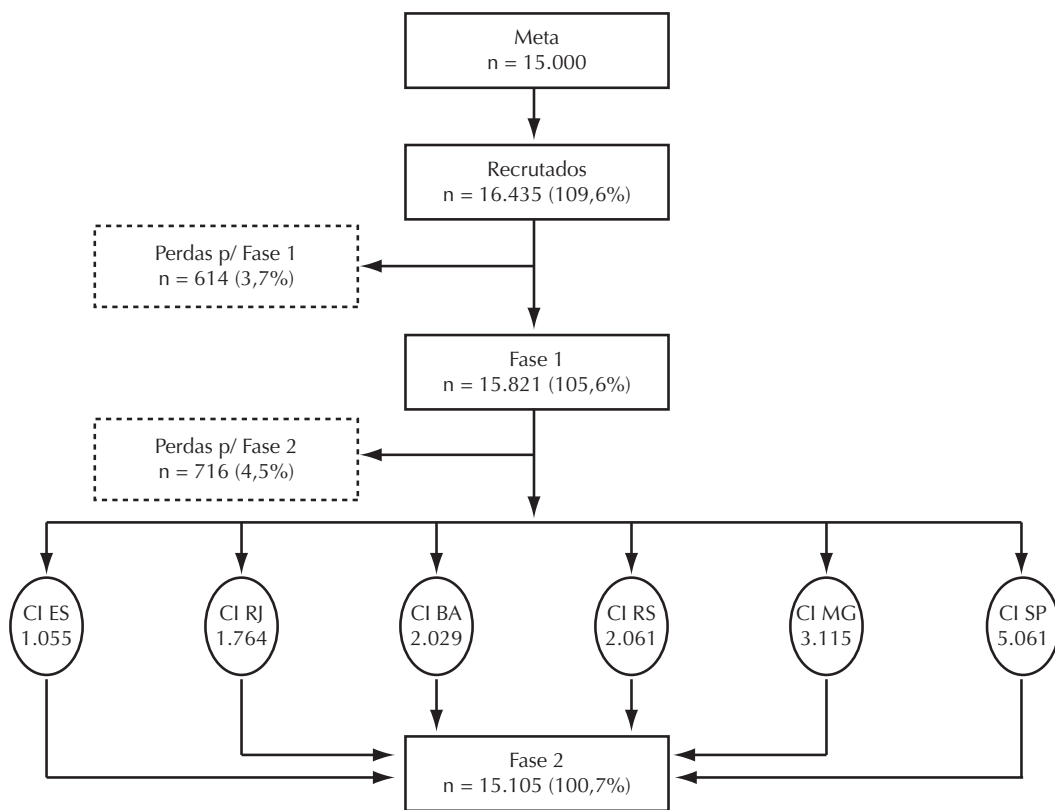 Meta
n = 15.000
Recrutados
n = 16.435 (109,6%)
Perdas p/ Fase 1
n = 614 (3,7%)
Fase 1
n = 15.821 (105,6%)
Perdas p/ Fase 2
n = 716 (4,5%)
CI ES
1.055
CI RJ
1.764
CI BA
2.029
CI RS
2.061
CI MG
3.115
CI SP
5.061
Fase 2
n = 15.105 (100,7%)